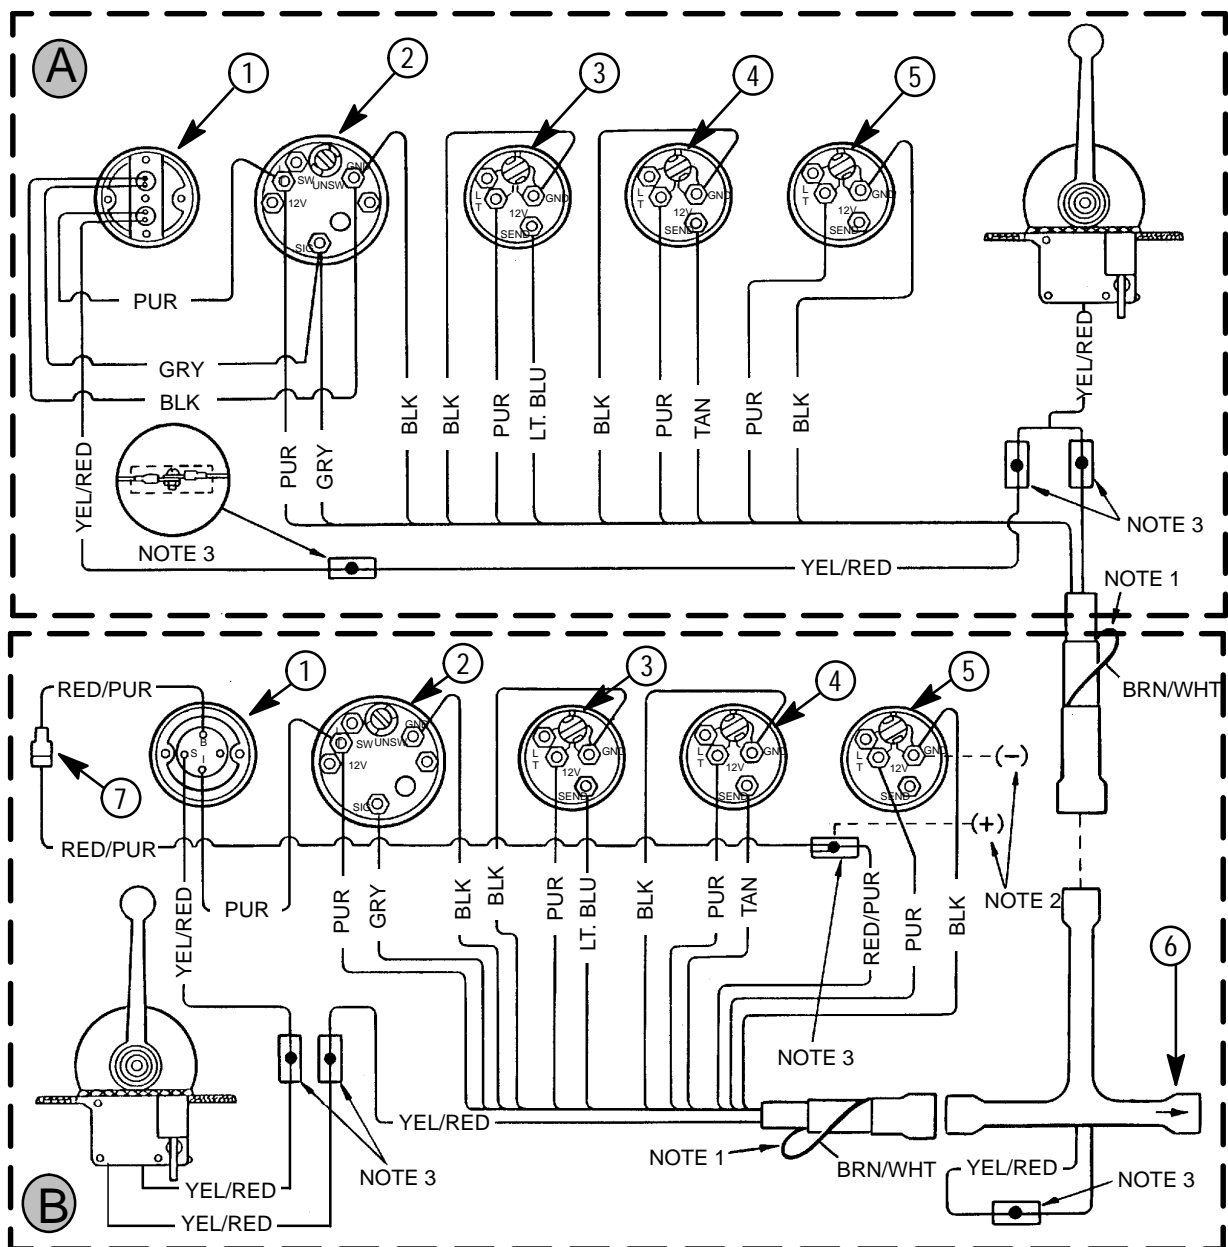 A
1
2
3
4
5
GND
SW
UNSW
12V
SIG
L
T
12V
GND
SEND
L
T
12V
GND
SEND
L
T
12V
SEND
PUR
GRY
BLK
YEL/RED
PUR
GRY
BLK
BLK
PUR
LT. BLU
BLK
PUR
TAN
PUR
BLK
YEL/RED
NOTE 3
NOTE 3
YEL/RED
NOTE 1
BRN/WHT
B
1
2
3
4
5
RED/PUR
7
RED/PUR
B
S
I
GND
SW
UNSW
12V
SIG
L
T
12V
GND
SEND
L
T
12V
GND
SEND
L
T
12V
GND
SEND
(-)
(+)
NOTE 2
YEL/RED
PUR
PUR
GRY
BLK
BLK
PUR
LT. BLU
BLK
PUR
TAN
RED/PUR
PUR
BLK
6
NOTE 3
YEL/RED
NOTE 3
YEL/RED
YEL/RED
NOTE 1
BRN/WHT
YEL/RED
NOTE 3